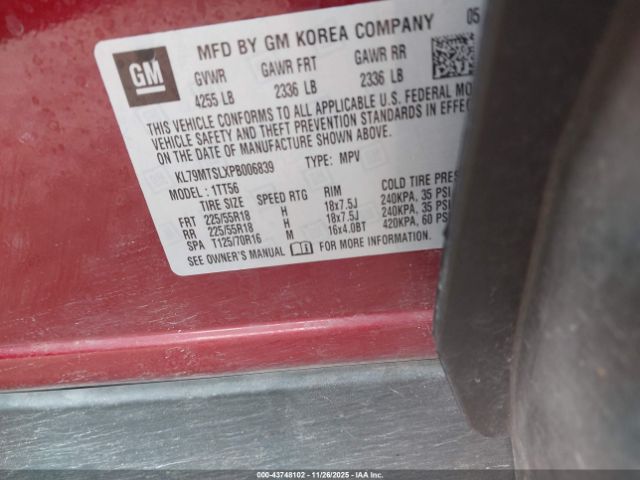 GM
MFD BY GM KOREA COMPANY 05
GVWR GAWR FRT GAWR RR
4255 LB 2336 LB 2336 LB
THIS VEHICLE CONFORMS TO ALL APPLICABLE U.S. FEDERAL MO
VEHICLE SAFETY AND THEFT PREVENTION STANDARDS IN EFFEC
ON THE DATE OF MANUFACTURE SHOWN ABOVE.
KL79MTSLXPB006839 TYPE: MPV
MODEL: 1TT56
TIRE SIZE SPEED RTG RIM COLD TIRE PRESS
FRT 225/55R18 H 18x7.5J 240KPA, 35 PSI
RR 225/55R18 H 18x7.5J 240KPA, 35 PSI
SPA T125/70R16 M 16x4.0BT 420KPA, 60 PSI
SEE OWNER'S MANUAL FOR MORE INFORMATION.
000-43748102 11/26/2025 IAA Inc.